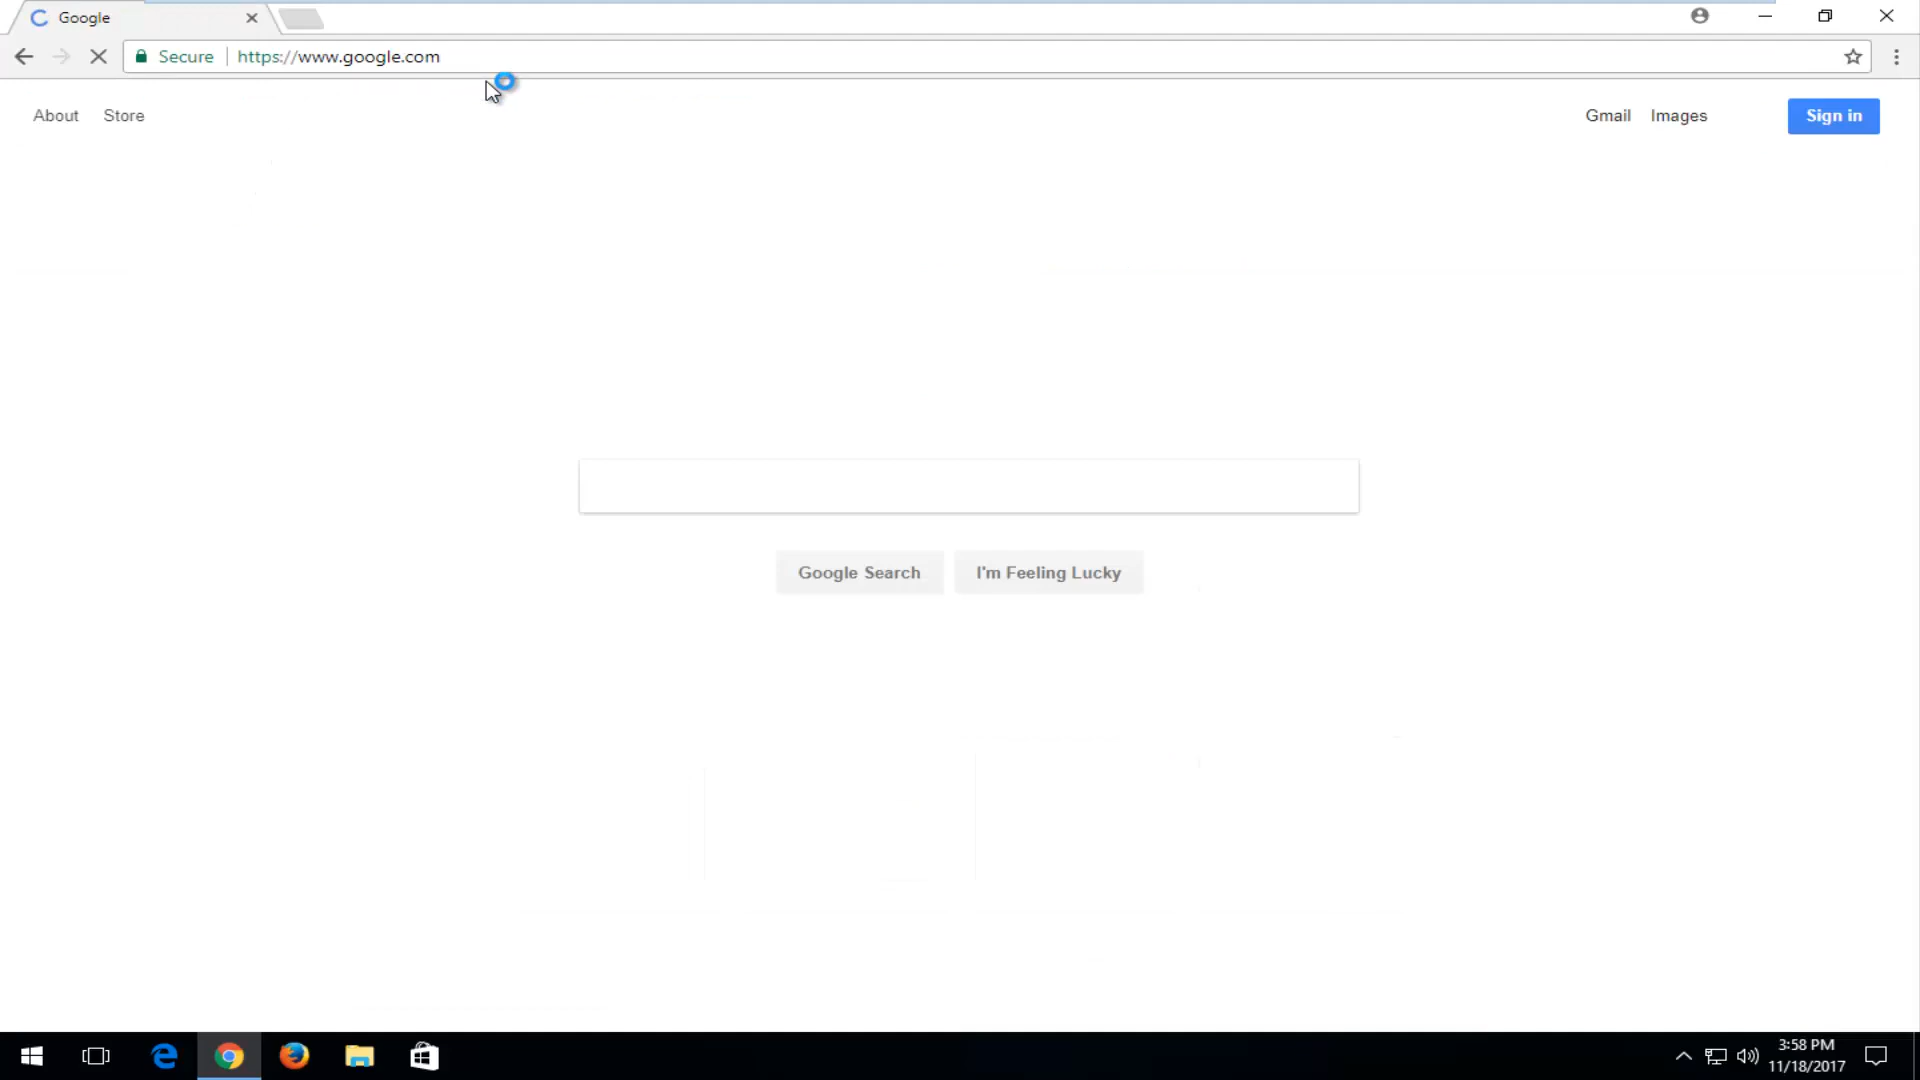 Google
Secure https://www.google.com
About Store Gmail Images Sign in
Google Search I'm Feeling Lucky
3:58 PM
11/18/2017